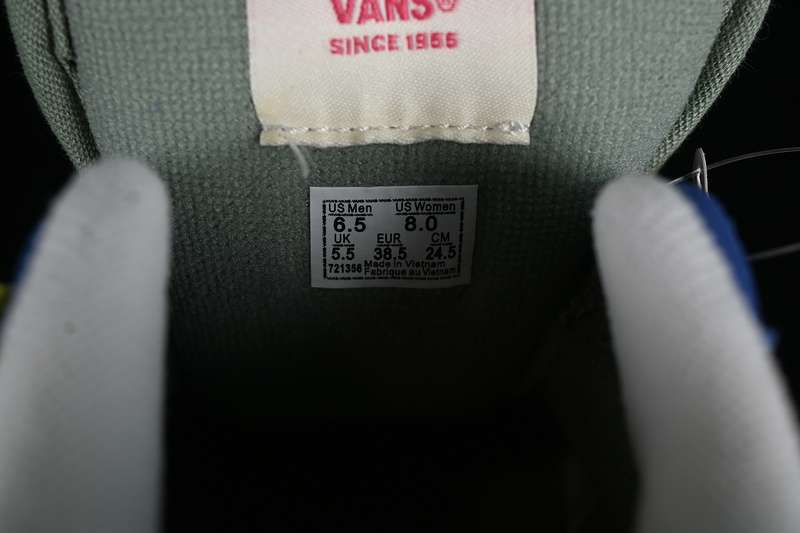 VANS®
SINCE 1966
US Men US Women
6.5 8.0
UK EUR CM
5.5 38.5 24.5
721356 Made in Vietnam
Fabrique au Vietnam